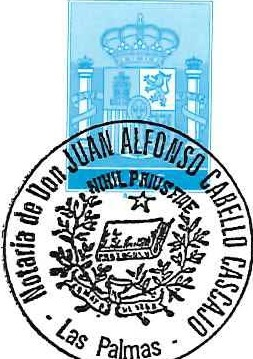 Notaría de Don JUAN ALFONSO CABELLO CASCAJO
NIHIL PRIUS FIDE
- Las Palmas -